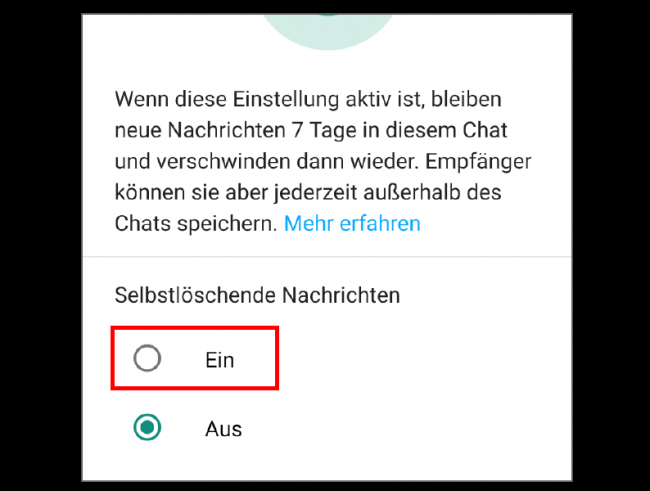 Wenn diese Einstellung aktiv ist, bleiben
neue Nachrichten 7 Tage in diesem Chat
und verschwinden dann wieder. Empfänger
können sie aber jederzeit außerhalb des
Chats speichern. Mehr erfahren
Selbstlöschende Nachrichten
Ein
Aus